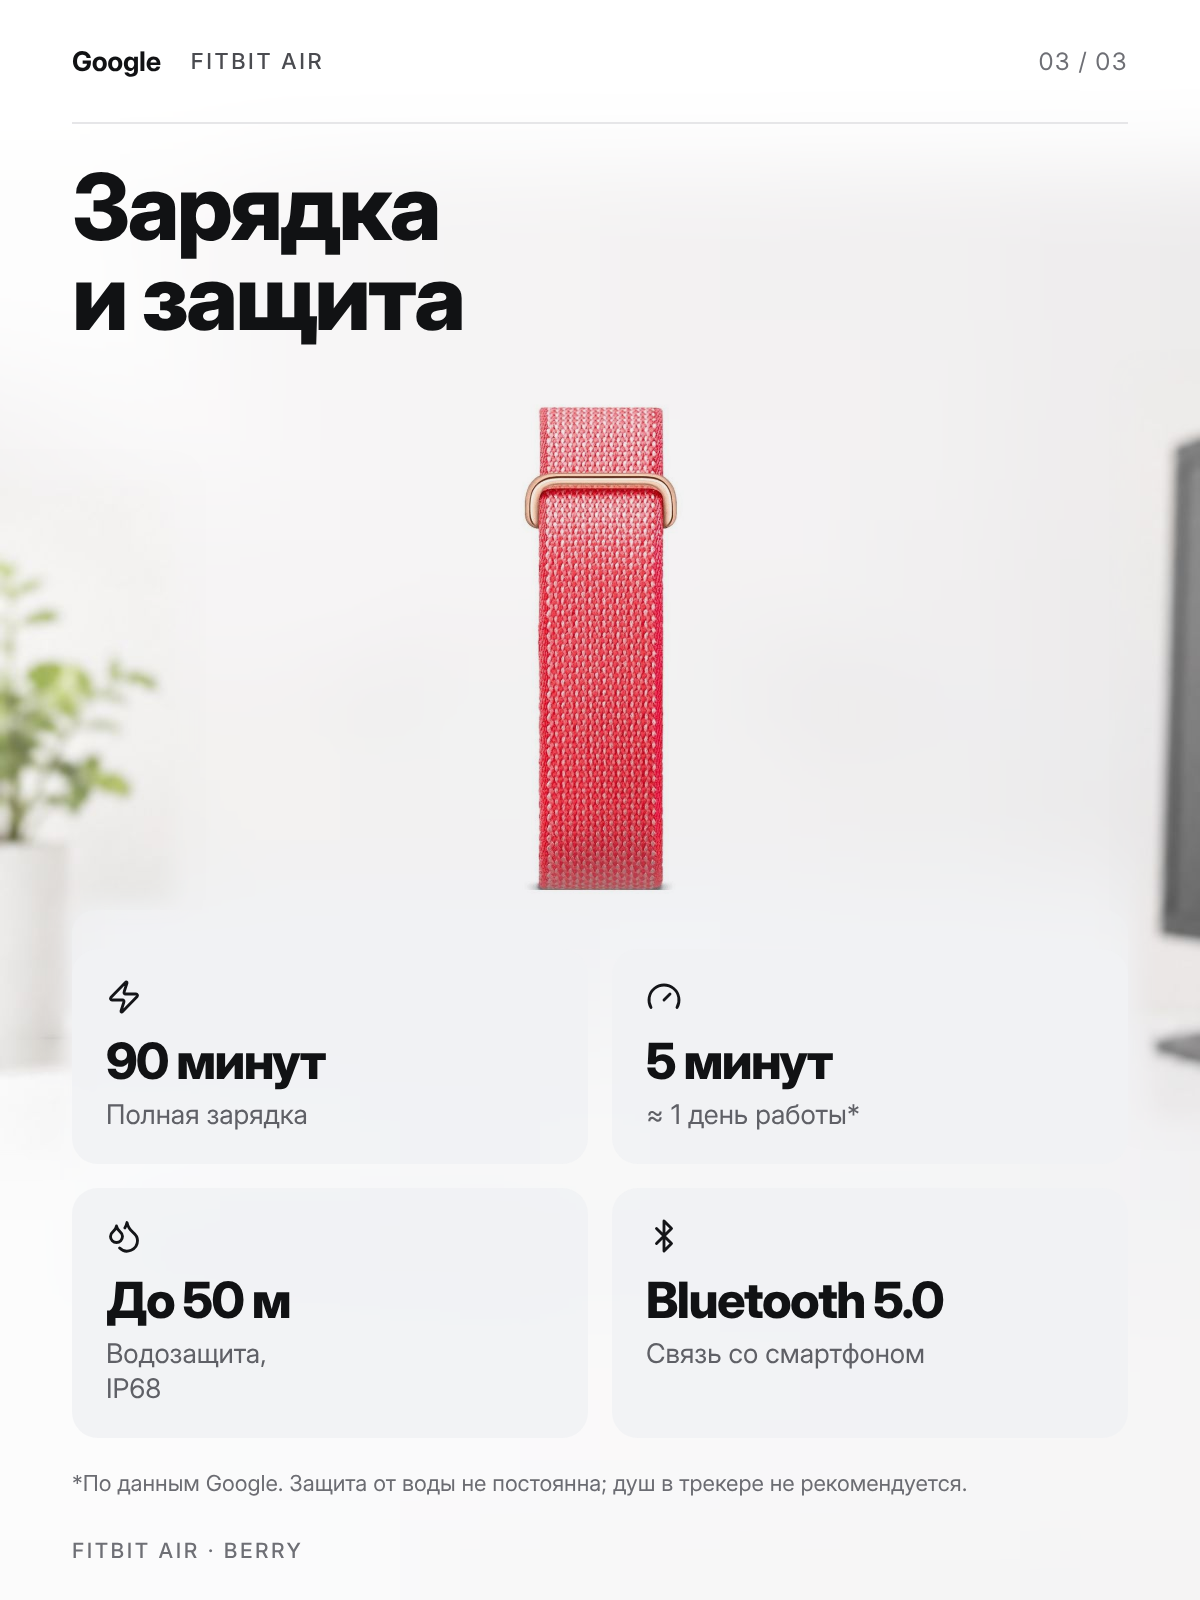 Google FITBIT AIR 03 / 03
Зарядка
и защита
90 минут
Полная зарядка
5 минут
≈ 1 день работы*
До 50 м
Водозащита,
IP68
Bluetooth 5.0
Связь со смартфоном
*По данным Google. Защита от воды не постоянна; душ в трекере не рекомендуется.
FITBIT AIR · BERRY